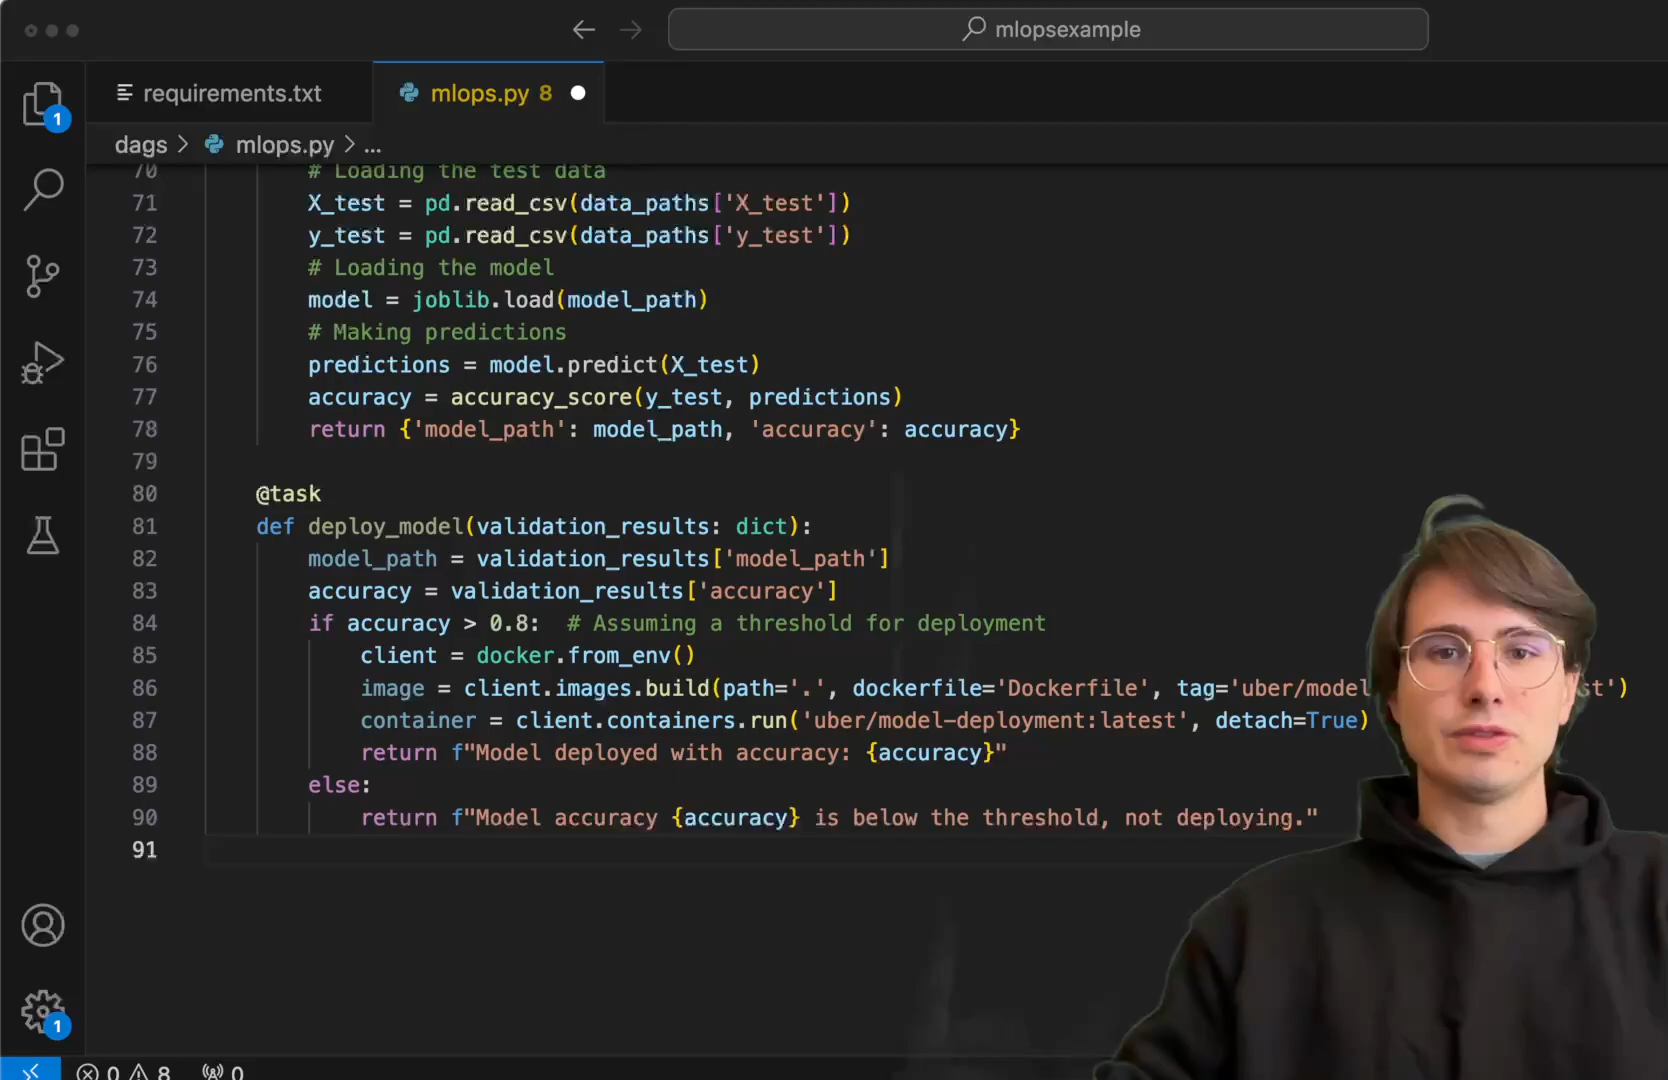 mlopsexample
requirements.txt
mlops.py 8
dags > mlops.py > ...
70 # Loading the test data
71 X_test = pd.read_csv(data_paths['X_test'])
72 y_test = pd.read_csv(data_paths['y_test'])
73 # Loading the model
74 model = joblib.load(model_path)
75 # Making predictions
76 predictions = model.predict(X_test)
77 accuracy = accuracy_score(y_test, predictions)
78 return {'model_path': model_path, 'accuracy': accuracy}
79
80 @task
81 def deploy_model(validation_results: dict):
82 model_path = validation_results['model_path']
83 accuracy = validation_results['accuracy']
84 if accuracy > 0.8: # Assuming a threshold for deployment
85 client = docker.from_env()
86 image = client.images.build(path='.', dockerfile='Dockerfile', tag='uber/model
87 container = client.containers.run('uber/model-deployment:latest', detach=True)
88 return f"Model deployed with accuracy: {accuracy}"
89 else:
90 return f"Model accuracy {accuracy} is below the threshold, not deploying."
91
1
1
0 8 0